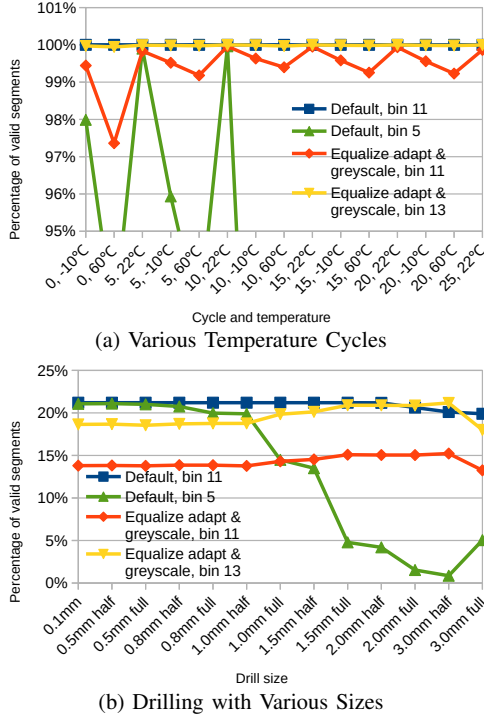 101%
100%
99%
98%
97%
96%
95%
Percentage of valid segments
Default, bin 11
Default, bin 5
Equalize adapt &
greyscale, bin 11
Equalize adapt &
greyscale, bin 13
0, -10°C
0, 60°C
5, 22°C
5, -10°C
5, 60°C
10, 22°C
10, -10°C
10, 60°C
15, 22°C
15, -10°C
15, 60°C
20, 22°C
20, -10°C
20, 60°C
25, 22°C
Cycle and temperature
(a) Various Temperature Cycles
25%
20%
15%
10%
5%
0%
Percentage of valid segments
Default, bin 11
Default, bin 5
Equalize adapt &
greyscale, bin 11
Equalize adapt &
greyscale, bin 13
0.1mm
0.5mm half
0.5mm full
0.8mm half
0.8mm full
1.0mm half
1.0mm full
1.5mm half
1.5mm full
2.0mm half
2.0mm full
3.0mm half
3.0mm full
Drill size
(b) Drilling with Various Sizes